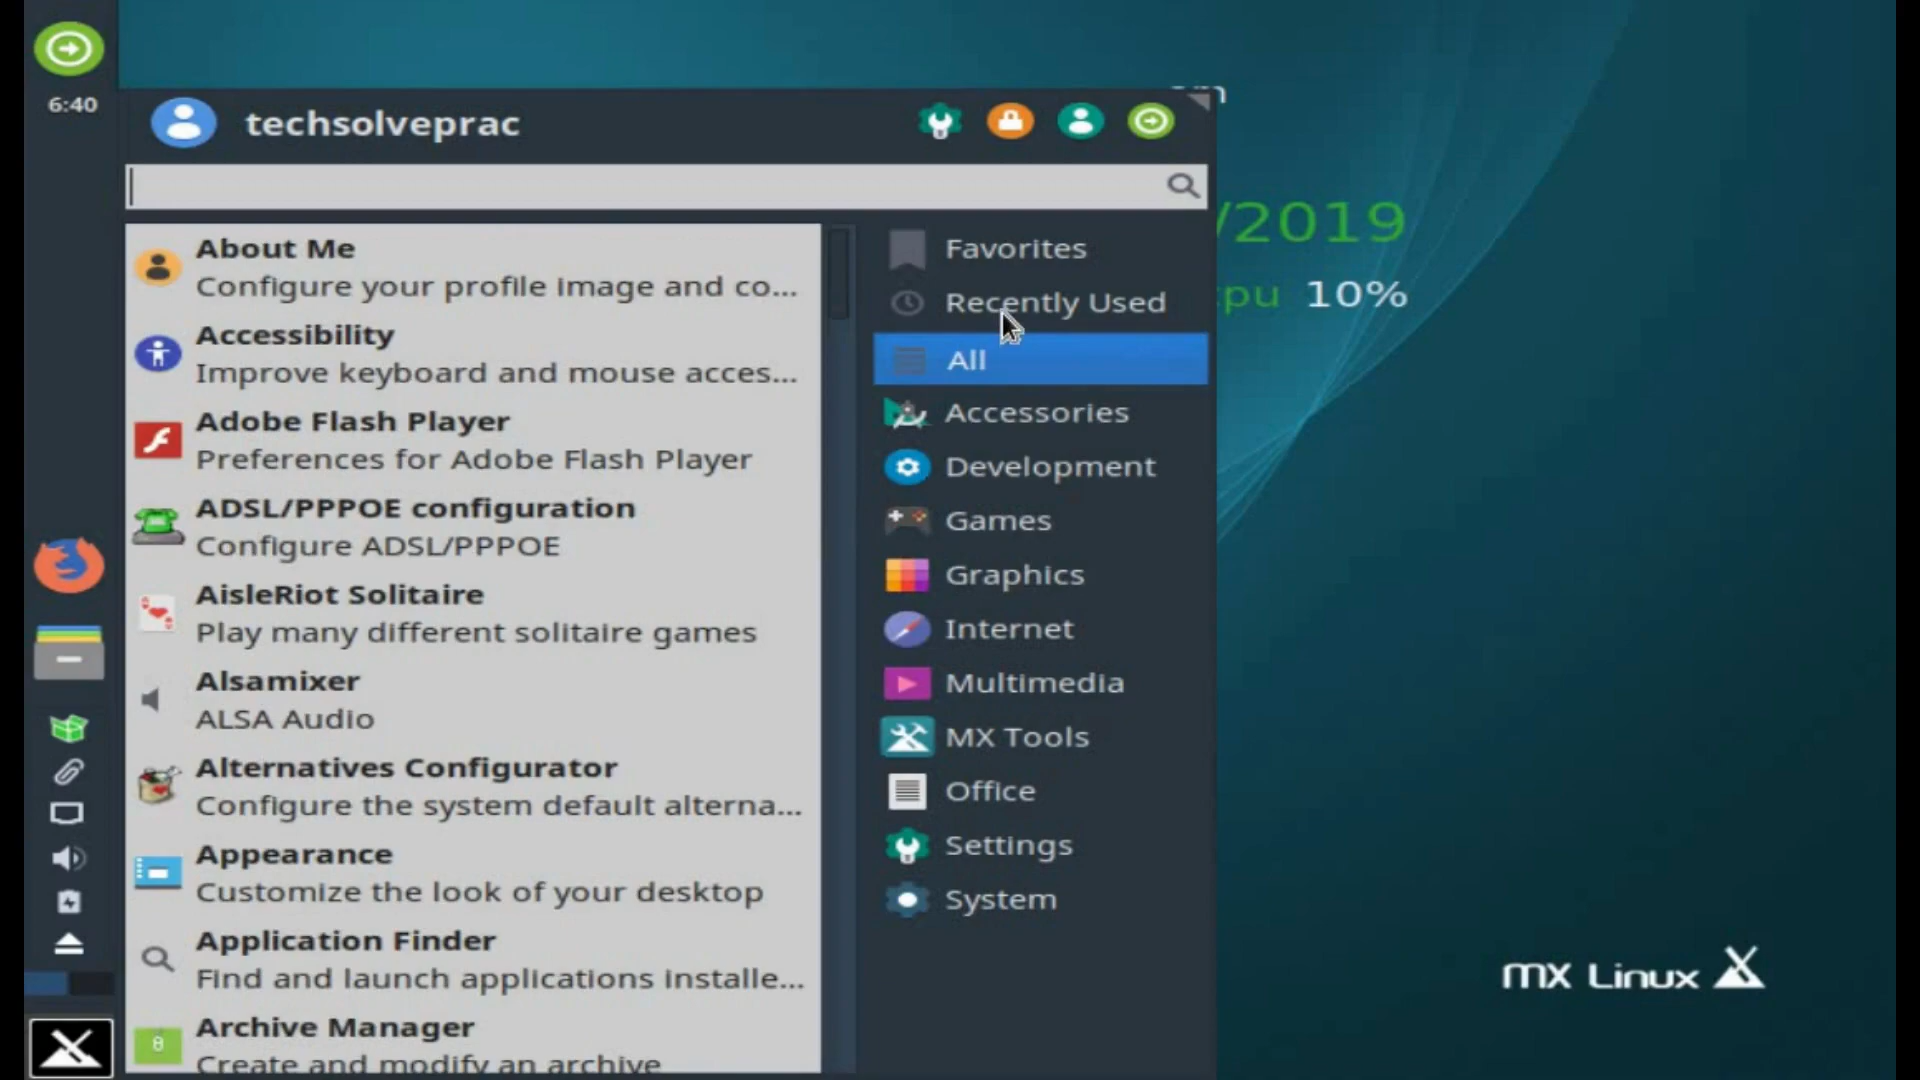 6:40
techsolveprac
/2019
cpu 10%
About Me
Configure your profile image and co...
Accessibility
Improve keyboard and mouse acces...
Adobe Flash Player
Preferences for Adobe Flash Player
ADSL/PPPOE configuration
Configure ADSL/PPPOE
AisleRiot Solitaire
Play many different solitaire games
Alsamixer
ALSA Audio
Alternatives Configurator
Configure the system default alterna...
Appearance
Customize the look of your desktop
Application Finder
Find and launch applications installe...
Archive Manager
Create and modify an archive
Favorites
Recently Used
All
Accessories
Development
Games
Graphics
Internet
Multimedia
MX Tools
Office
Settings
System
MX Linux